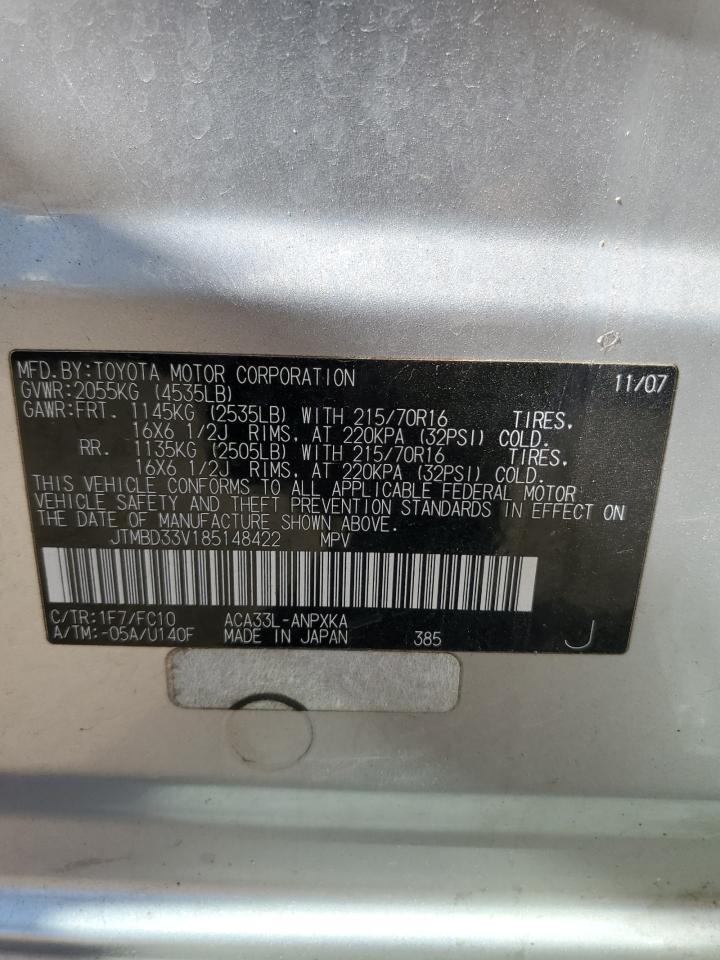 MFD.BY:TOYOTA MOTOR CORPORATION 11/07
GVWR:2055KG (4535LB)
GAWR:FRT. 1145KG (2535LB) WITH 215/70R16 TIRES,
16X6 1/2J RIMS, AT 220KPA (32PSI) COLD.
RR. 1135KG (2505LB) WITH 215/70R16 TIRES,
16X6 1/2J RIMS, AT 220KPA (32PSI) COLD.
THIS VEHICLE CONFORMS TO ALL APPLICABLE FEDERAL MOTOR
VEHICLE SAFETY AND THEFT PREVENTION STANDARDS IN EFFECT ON
THE DATE OF MANUFACTURE SHOWN ABOVE.
JTMBD33V185148422 MPV
C/TR:1F7/FC10 ACA33L-ANPXKA
A/TM:-05A/U140F MADE IN JAPAN 385 J